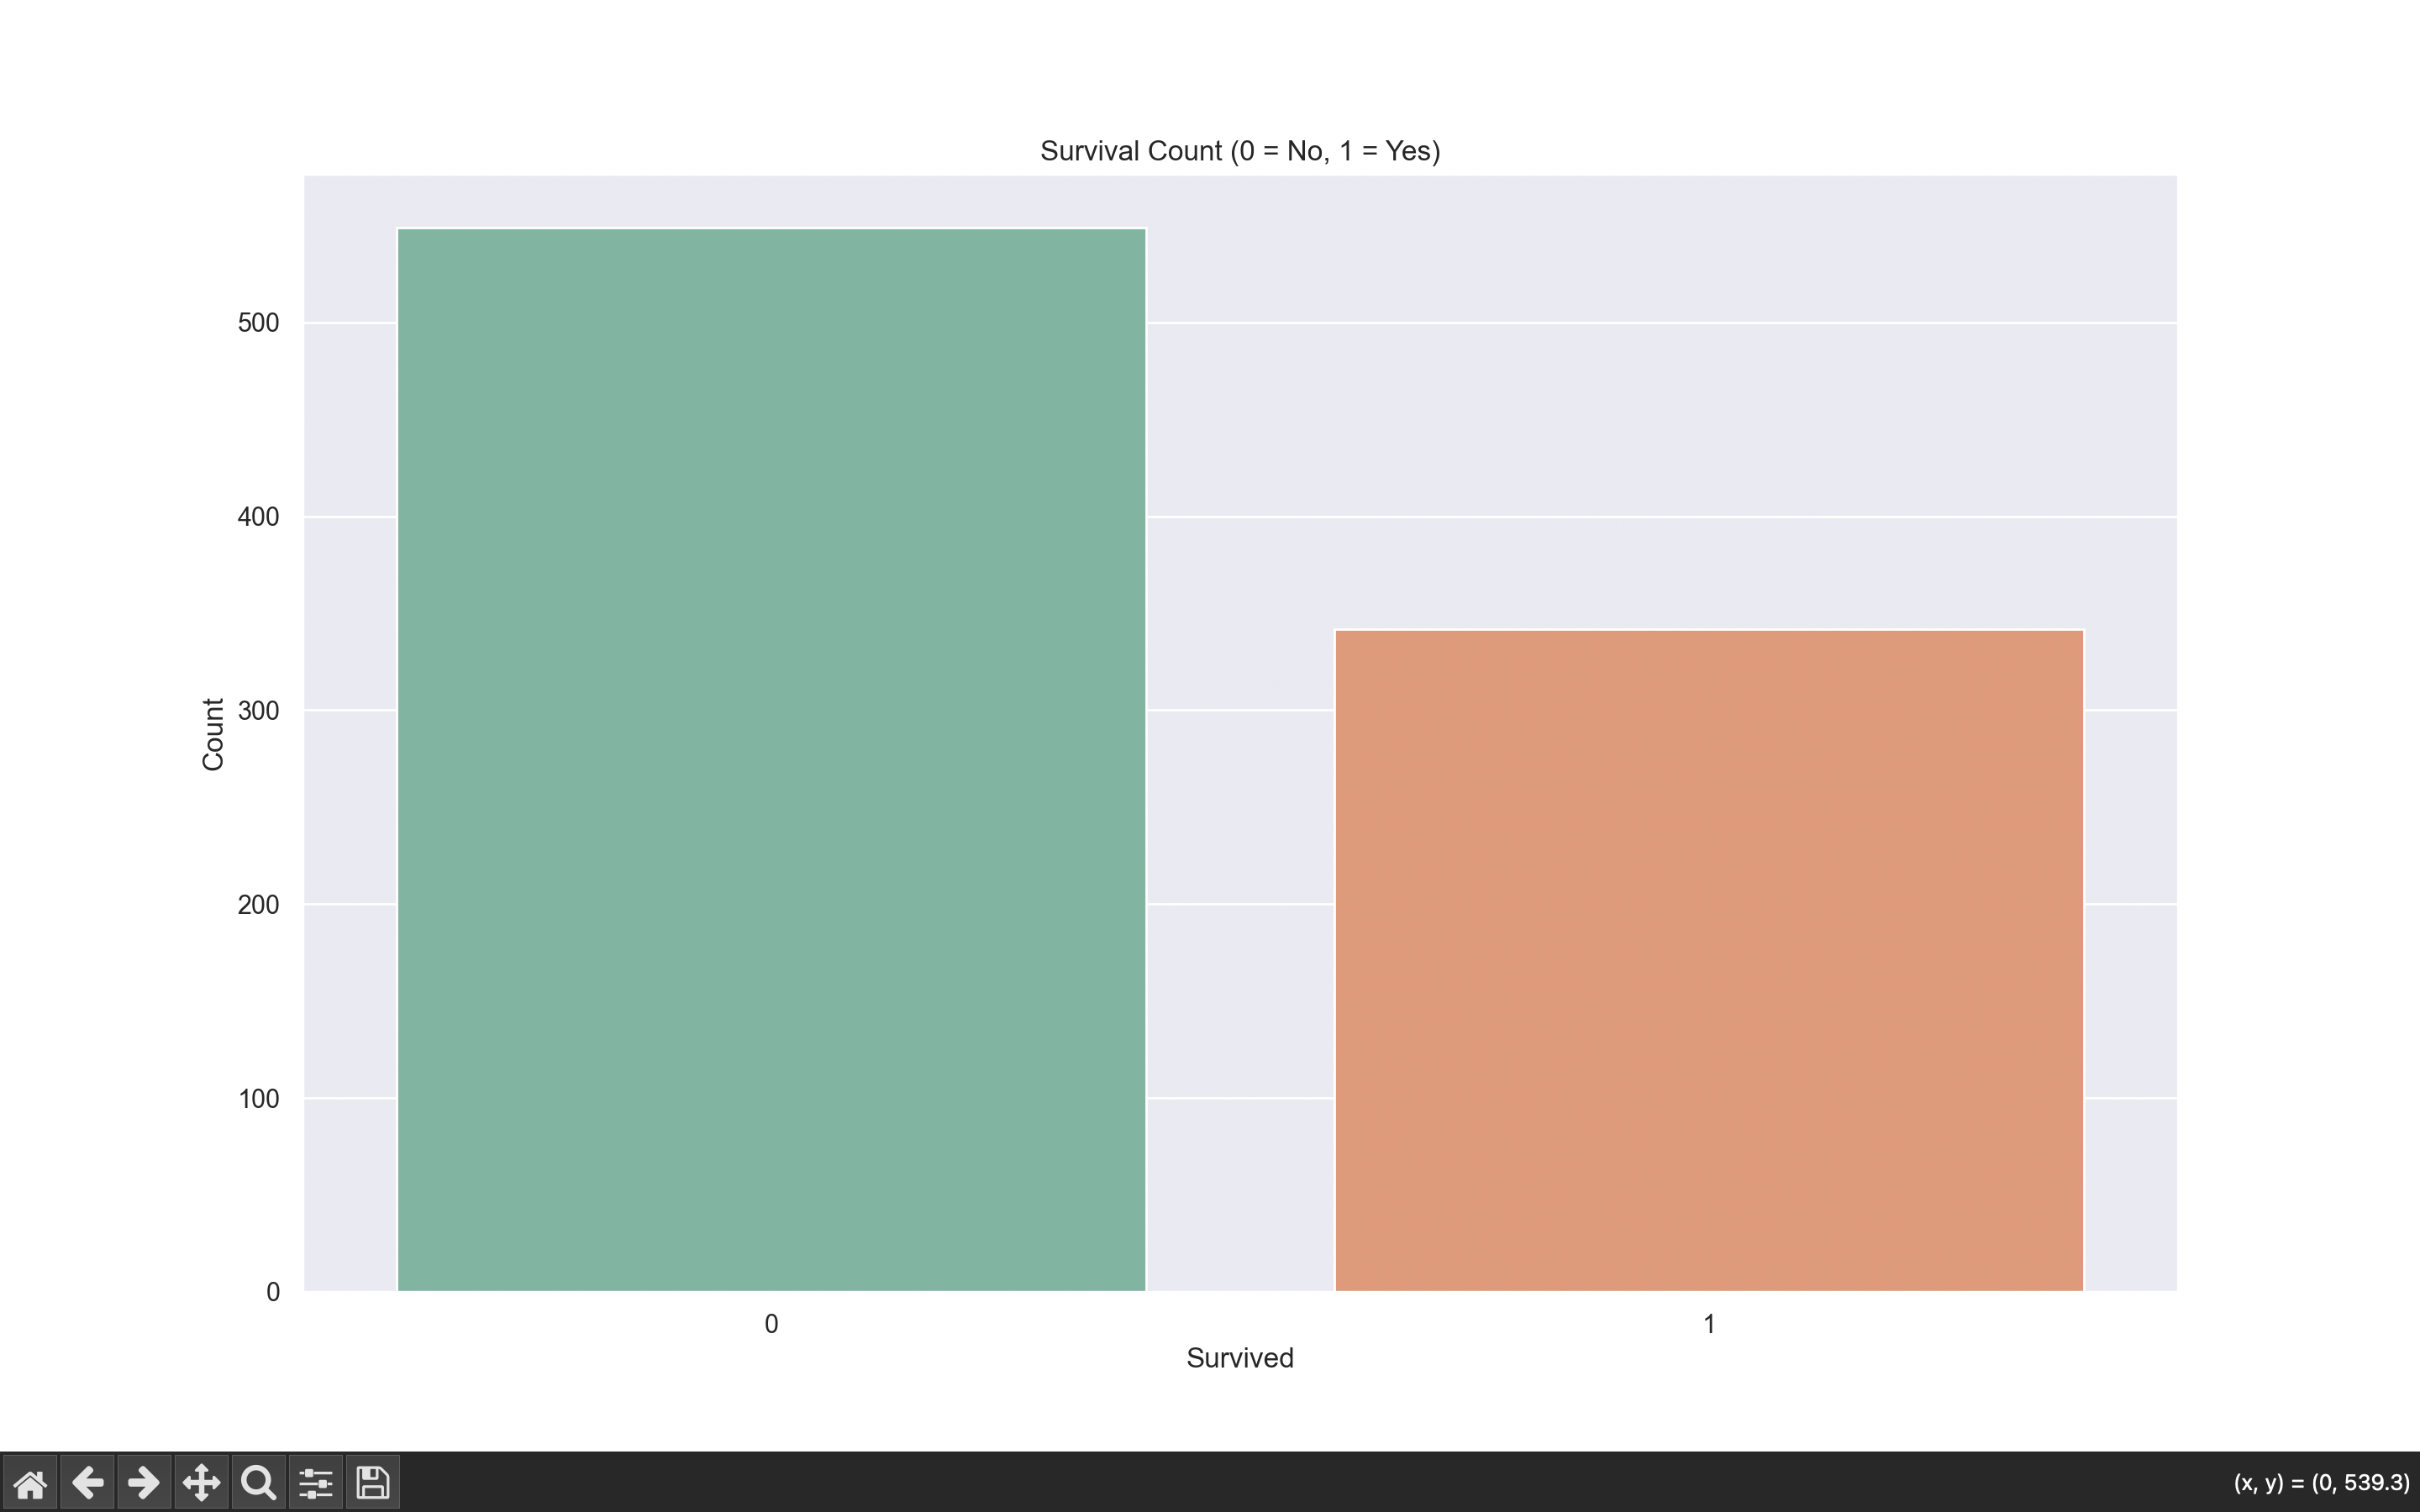 Survival Count (0 = No, 1 = Yes)
500
400
300
200
100
0
Count
0 1
Survived
(x, y) = (0, 539.3)